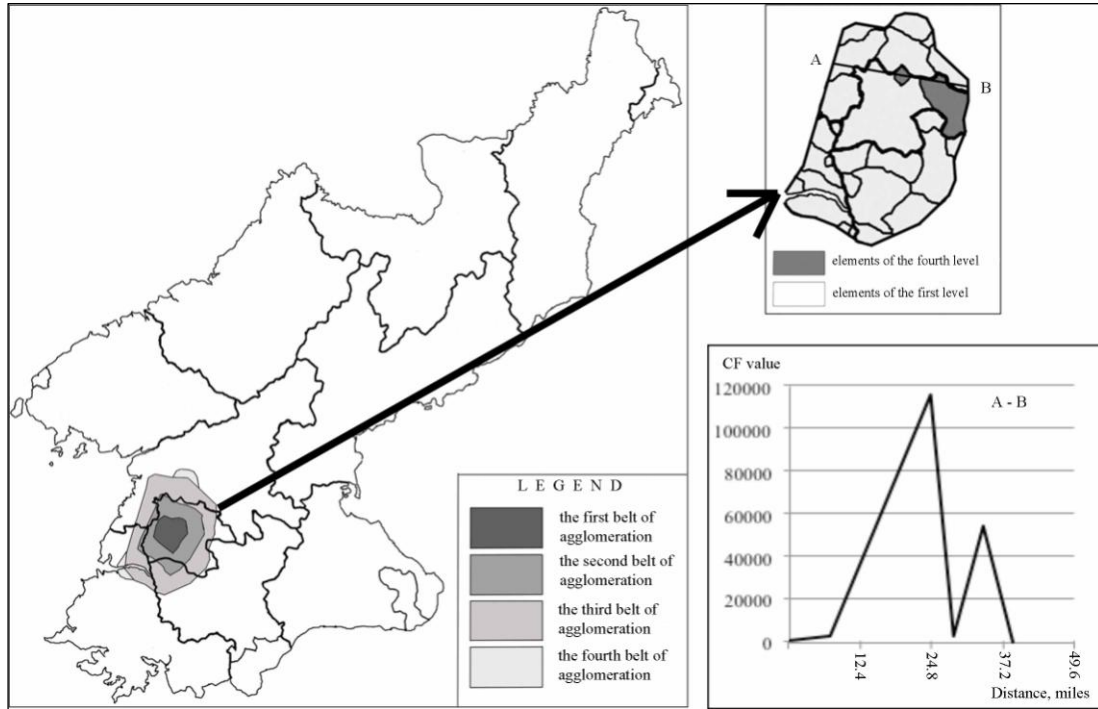 A
B
elements of the fourth level
elements of the first level
LEGEND
the first belt of
agglomeration
the second belt of
agglomeration
the third belt of
agglomeration
the fourth belt of
agglomeration
CF value
120000
100000
80000
60000
40000
20000
0
A - B
12.4
24.8
37.2
49.6
Distance, miles